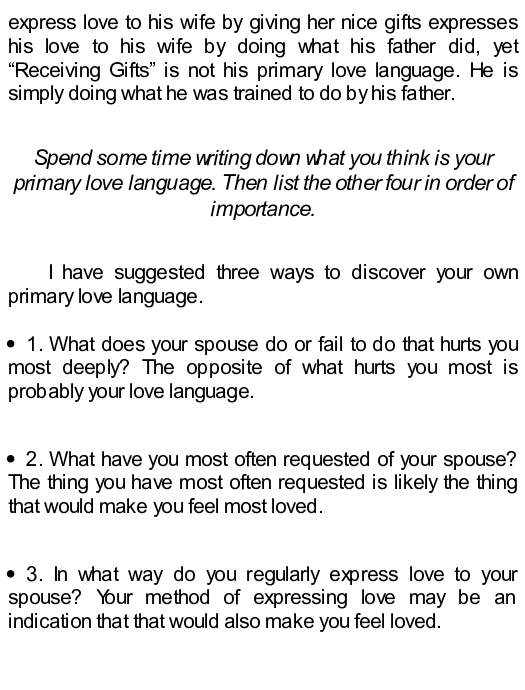 express love to his wife by giving her nice gifts expresses
his love to his wife by doing what his father did, yet
“Receiving Gifts” is not his primary love language. He is
simply doing what he was trained to do by his father.
Spend some time writing down what you think is your
primary love language. Then list the other four in order of
importance.
I have suggested three ways to discover your own
primary love language.
• 1. What does your spouse do or fail to do that hurts you
most deeply? The opposite of what hurts you most is
probably your love language.
• 2. What have you most often requested of your spouse?
The thing you have most often requested is likely the thing
that would make you feel most loved.
• 3. In what way do you regularly express love to your
spouse? Your method of expressing love may be an
indication that that would also make you feel loved.